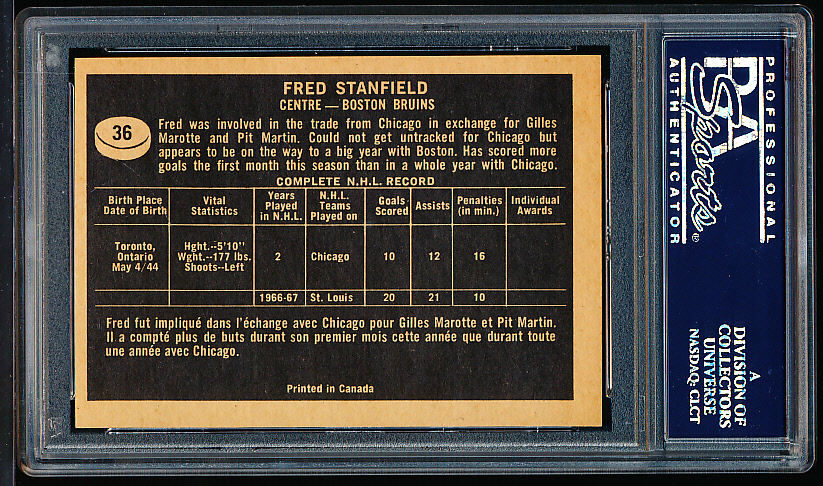 FRED STANFIELD
CENTRE — BOSTON BRUINS
36
Fred was involved in the trade from Chicago in exchange for Gilles
Marotte and Pit Martin. Could not get untracked for Chicago but
appears to be on the way to a big year with Boston. Has scored more
goals the first month this season than in a whole year with Chicago.
COMPLETE N.H.L. RECORD
Birth Place Date of Birth | Vital Statistics | Years Played in N.H.L. | N.H.L. Teams Played on | Goals Scored | Assists | Penalties (in min.) | Individual Awards
Toronto, Ontario May 4/44 | Hght.--5'10'' Wght.--177 lbs. Shoots--Left | 2 | Chicago | 10 | 12 | 16
1966-67 | St. Louis | 20 | 21 | 10
Fred fut impliqué dans l'échange avec Chicago pour Gilles Marotte et Pit Martin.
Il a compté plus de buts durant son premier mois cette année que durant toute
une année avec Chicago.
Printed in Canada
PROFESSIONAL
PSA
Sports
AUTHENTICATOR
A
DIVISION OF
COLLECTORS
UNIVERSE
NASDAQ: CLCT